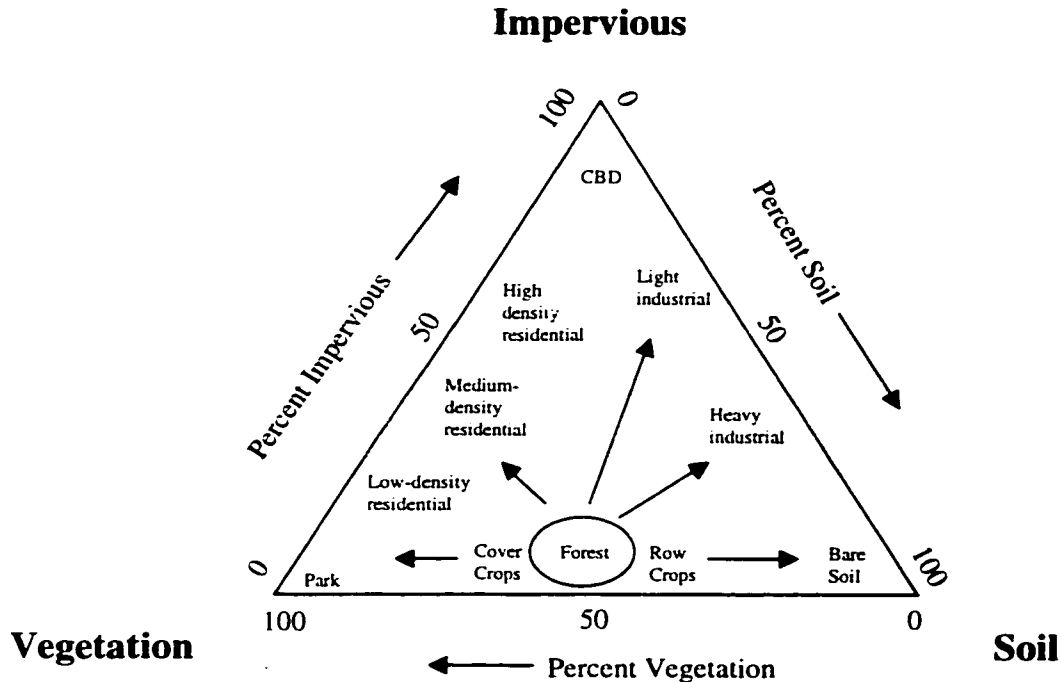 Impervious
100
0
CBD
Percent Impervious
Percent Soil
High
density
residential
Light
industrial
50
50
Medium-
density
residential
Heavy
industrial
Low-density
residential
Cover
Crops
Forest
Row
Crops
Park
Bare
Soil
0
100
100
50
0
Vegetation
Percent Vegetation
Soil